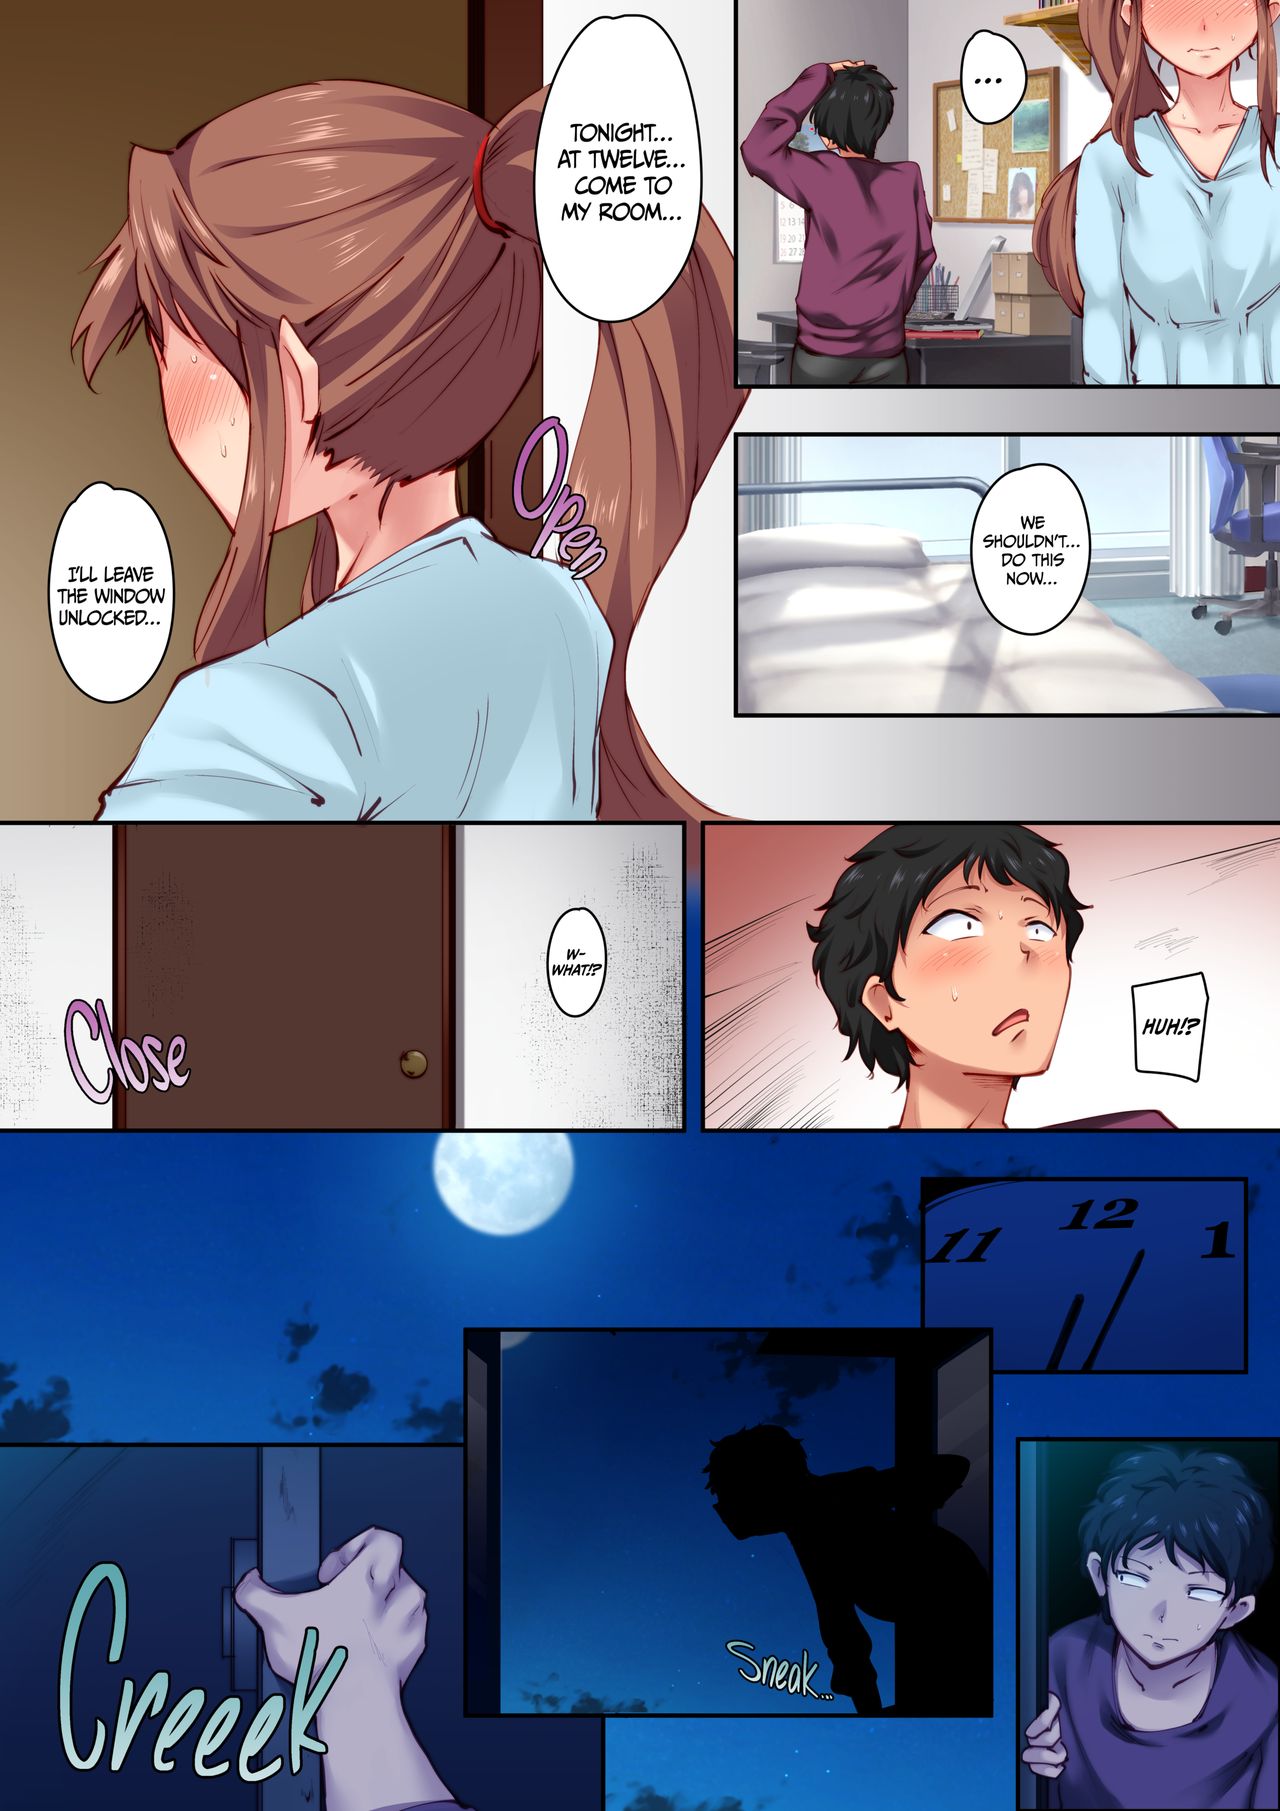 ...
WE
SHOULDN'T...
DO THIS
NOW...
TONIGHT...
AT TWELVE...
COME TO
MY ROOM...
Open
I'LL LEAVE
THE WINDOW
UNLOCKED...
HUH!?
W-
WHAT!?
Close
11 12 1
Sneak...
Creeek